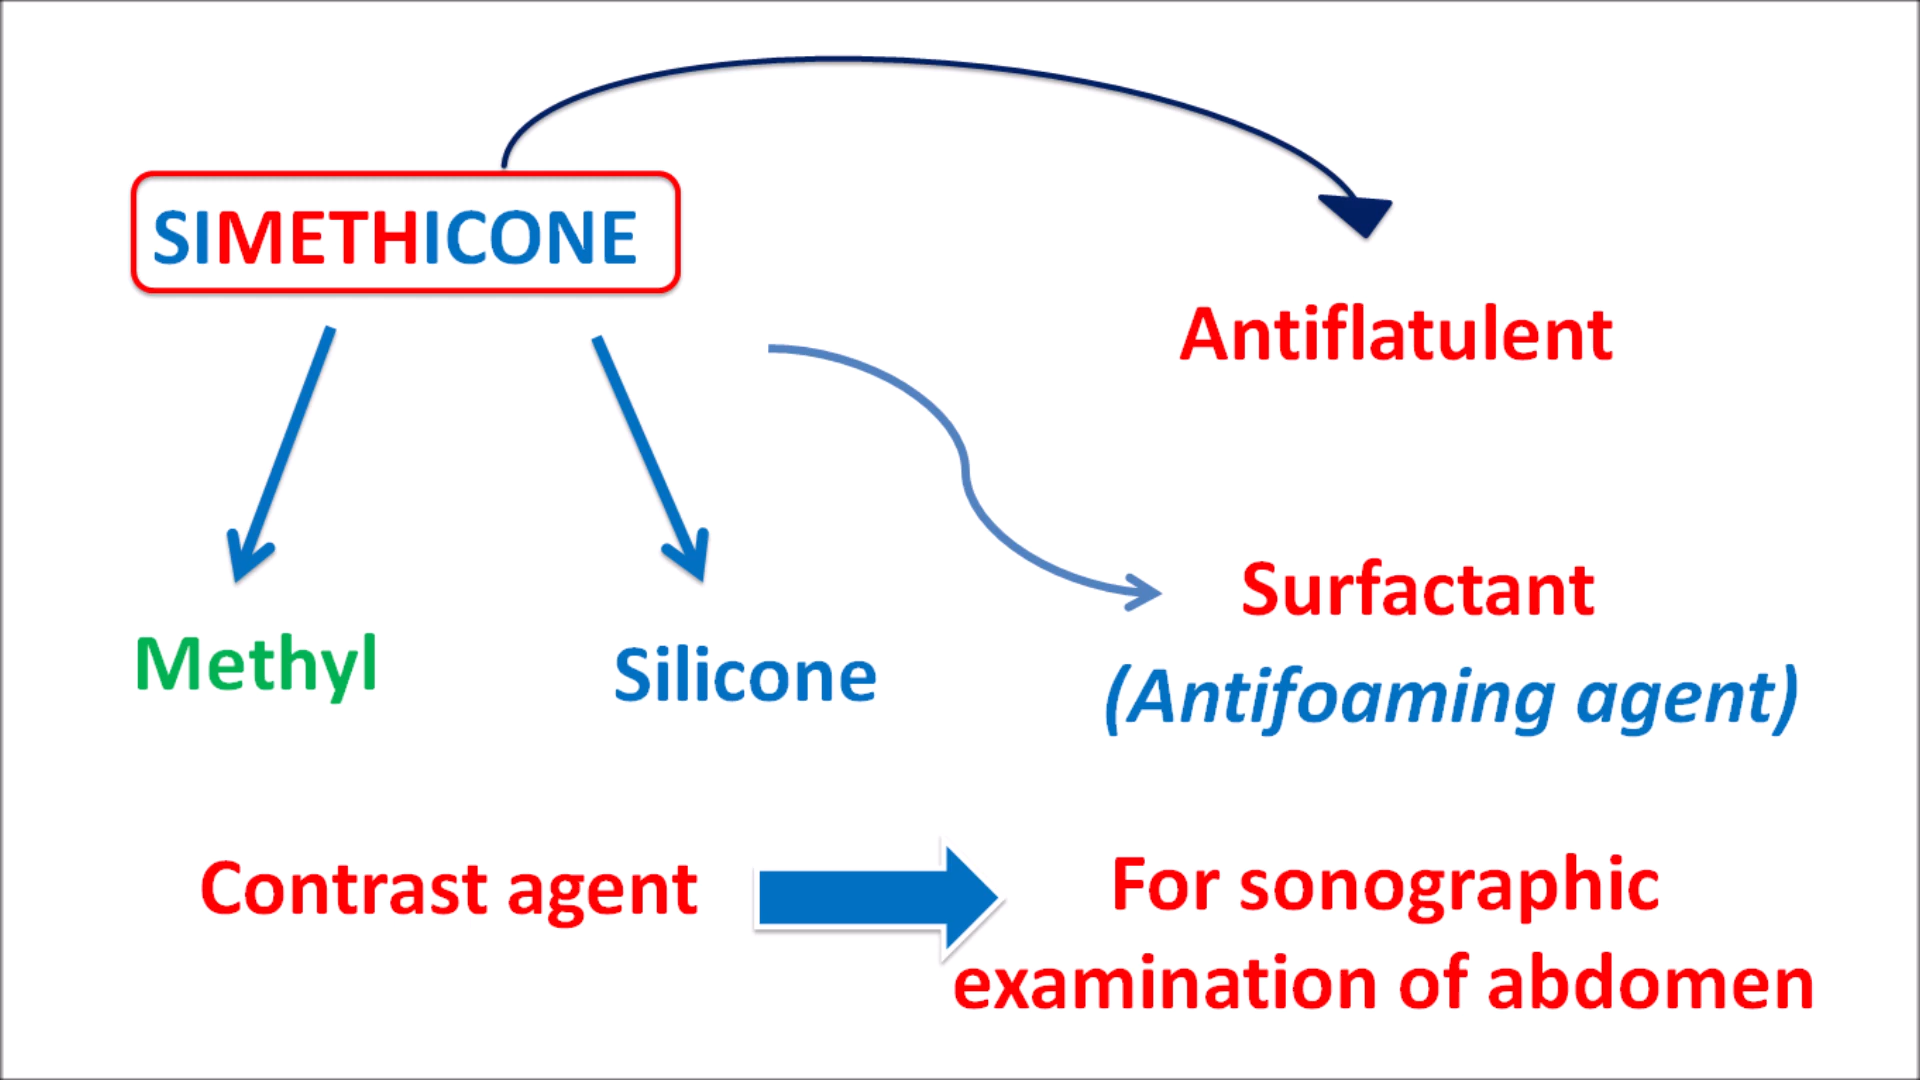 SIMETHICONE
Antiflatulent
Methyl
Silicone
Surfactant
(Antifoaming agent)
Contrast agent
For sonographic
examination of abdomen